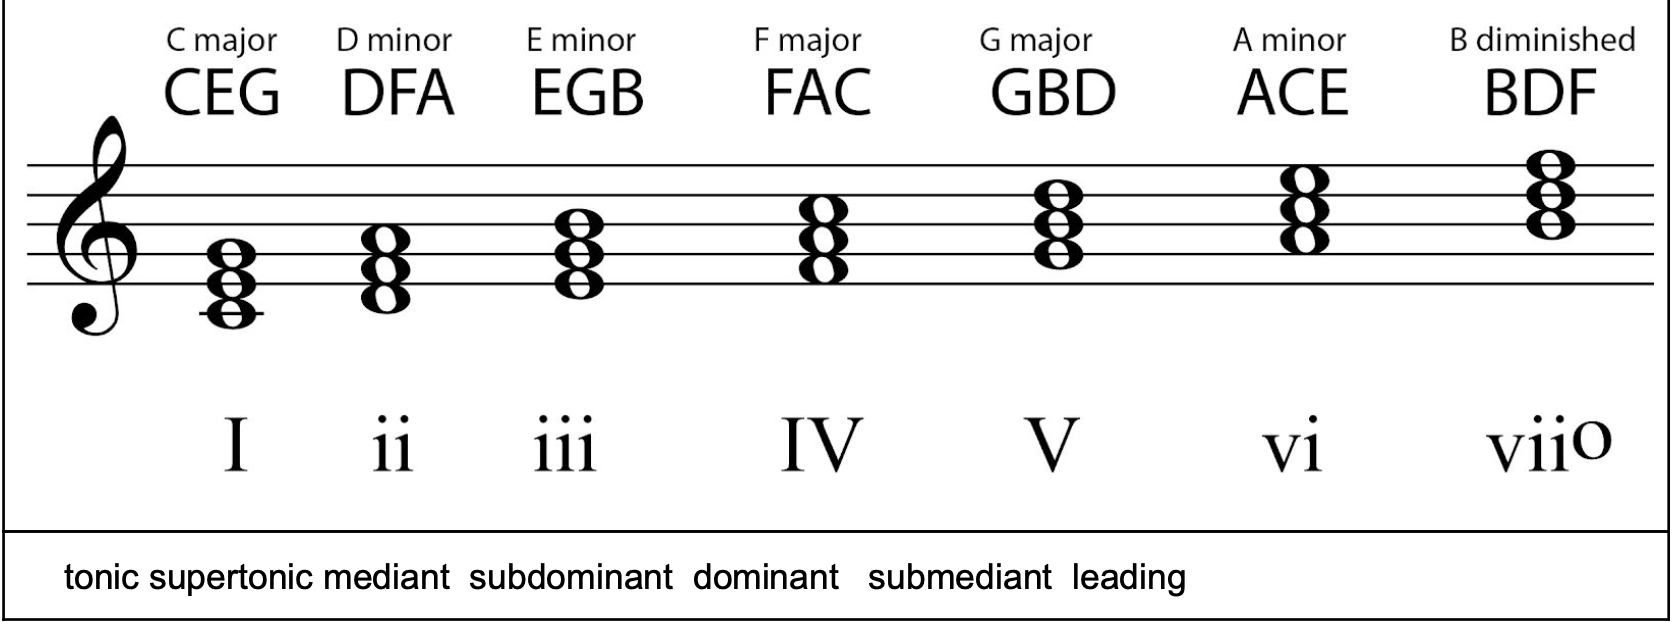 C major D minor E minor F major G major A minor B diminished
CEG DFA EGB FAC GBD ACE BDF
I ii iii IV V vi viio
tonic supertonic mediant subdominant dominant submediant leading